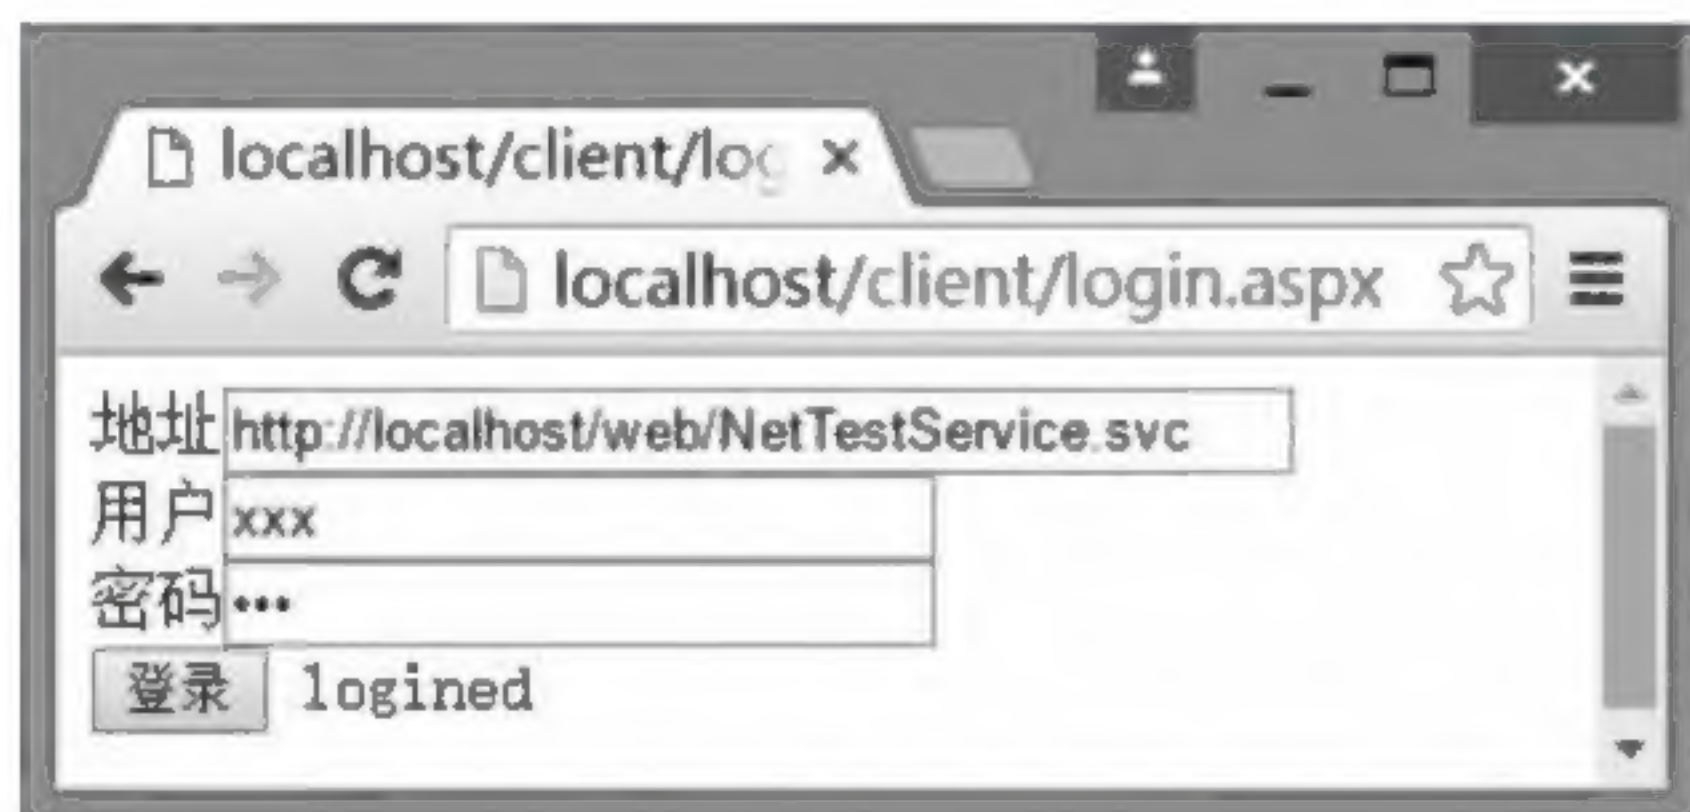 localhost/client/log
localhost/client/login.aspx
地址 http://localhost/web/NetTestService.svc
用户 xxx
密码 •••
登录 logined